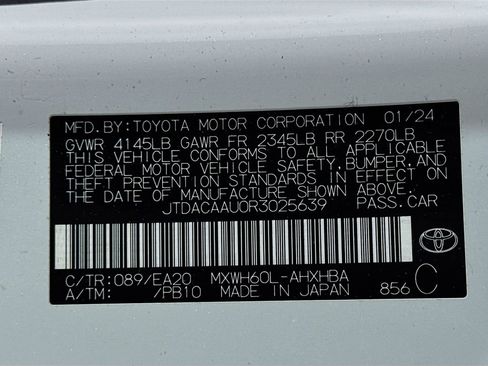 MFD.BY:TOYOTA MOTOR CORPORATION 01/24
GVWR 4145LB GAWR FR 2345LB RR 2270LB
THIS VEHICLE CONFORMS TO ALL APPLICABLE
FEDERAL MOTOR VEHICLE SAFETY,BUMPER,AND
THEFT PREVENTION STANDARDS IN EFFECT ON
THE DATE OF MANUFACTURE SHOWN ABOVE.
JTDACAAU0R3025639 PASS.CAR
TOYOTA
C/TR:089/EA20 MXWH60L-AHXHBA C
A/TM: /PB10 MADE IN JAPAN 856